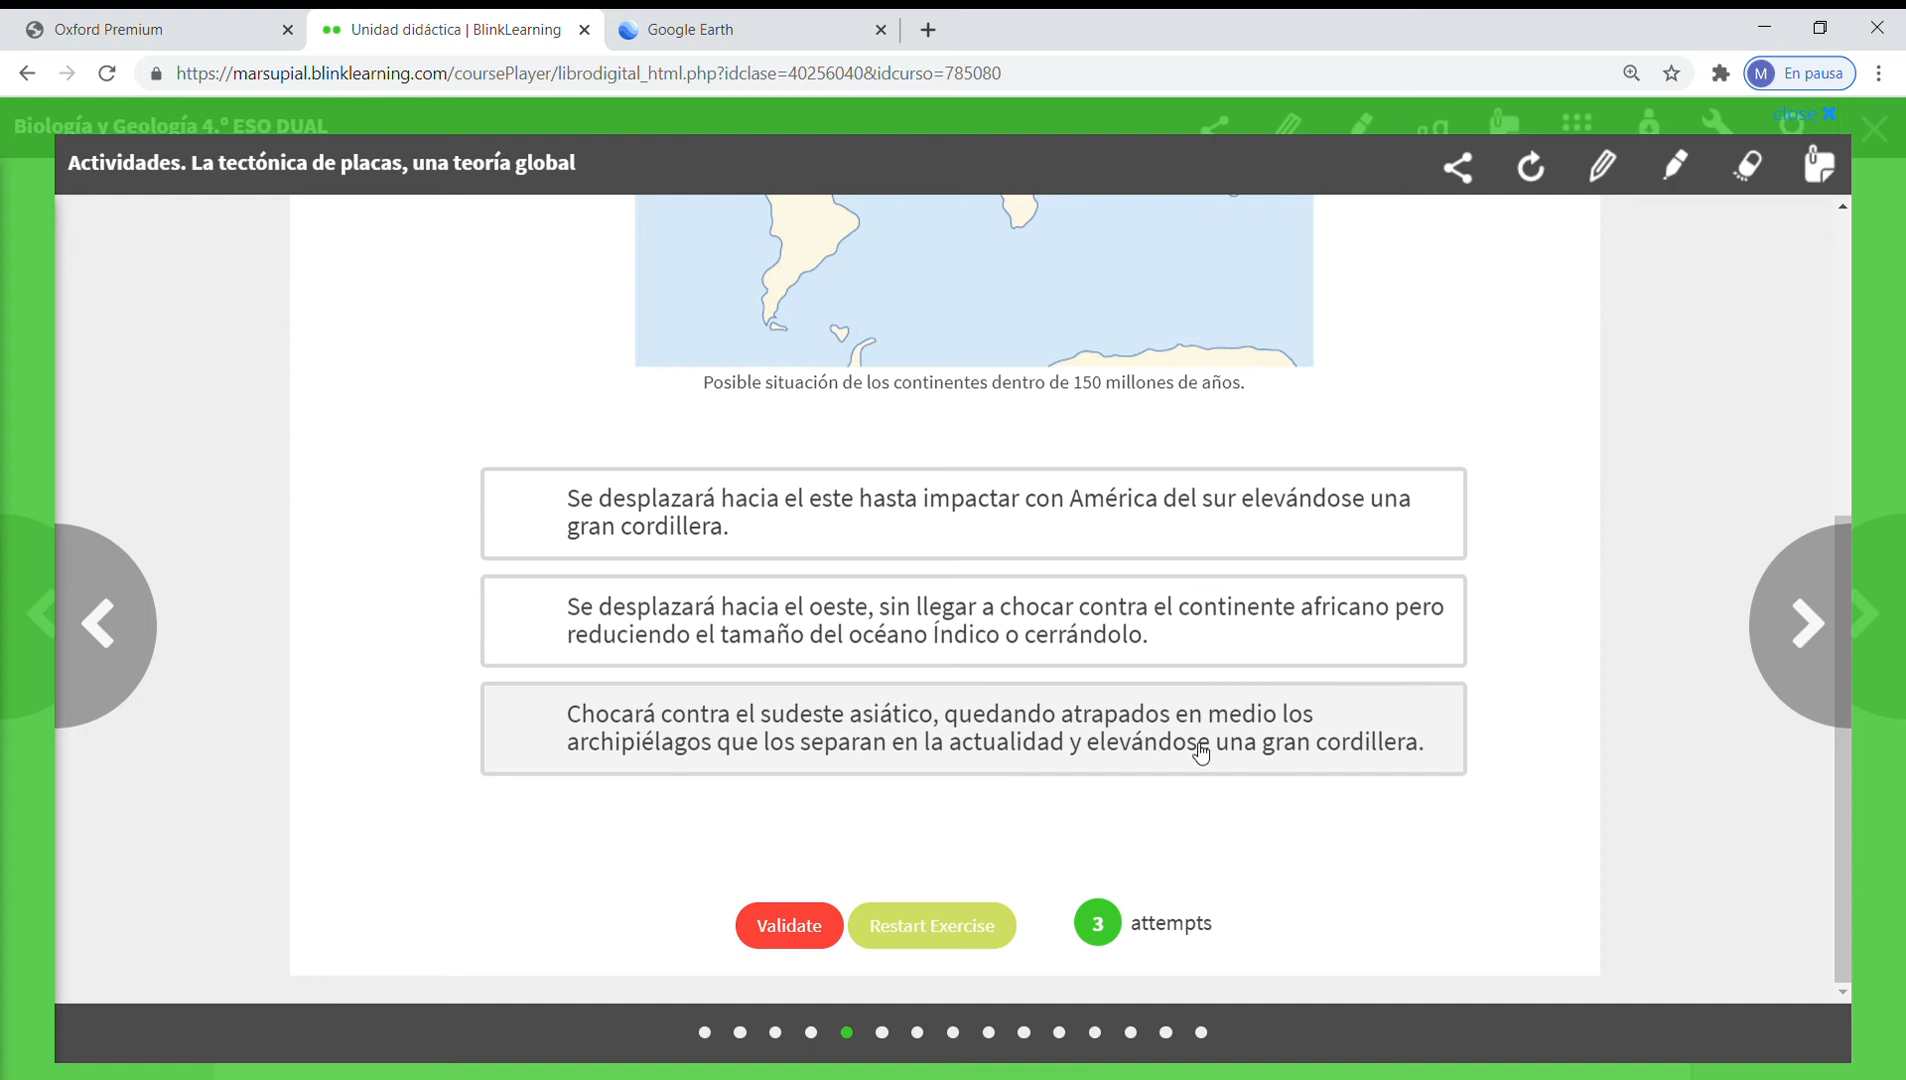 Oxford Premium
Unidad didáctica | BlinkLearning
Google Earth
https://marsupial.blinklearning.com/coursePlayer/librodigital_html.php?idclase=40256040&idcurso=785080
M En pausa
Biología y Geología 4.º ESO DUAL
close
Actividades. La tectónica de placas, una teoría global
Posible situación de los continentes dentro de 150 millones de años.
Se desplazará hacia el este hasta impactar con América del sur elevándose una
gran cordillera.
Se desplazará hacia el oeste, sin llegar a chocar contra el continente africano pero
reduciendo el tamaño del océano Índico o cerrándolo.
Chocará contra el sudeste asiático, quedando atrapados en medio los
archipiélagos que los separan en la actualidad y elevándose una gran cordillera.
Validate
Restart Exercise
3 attempts